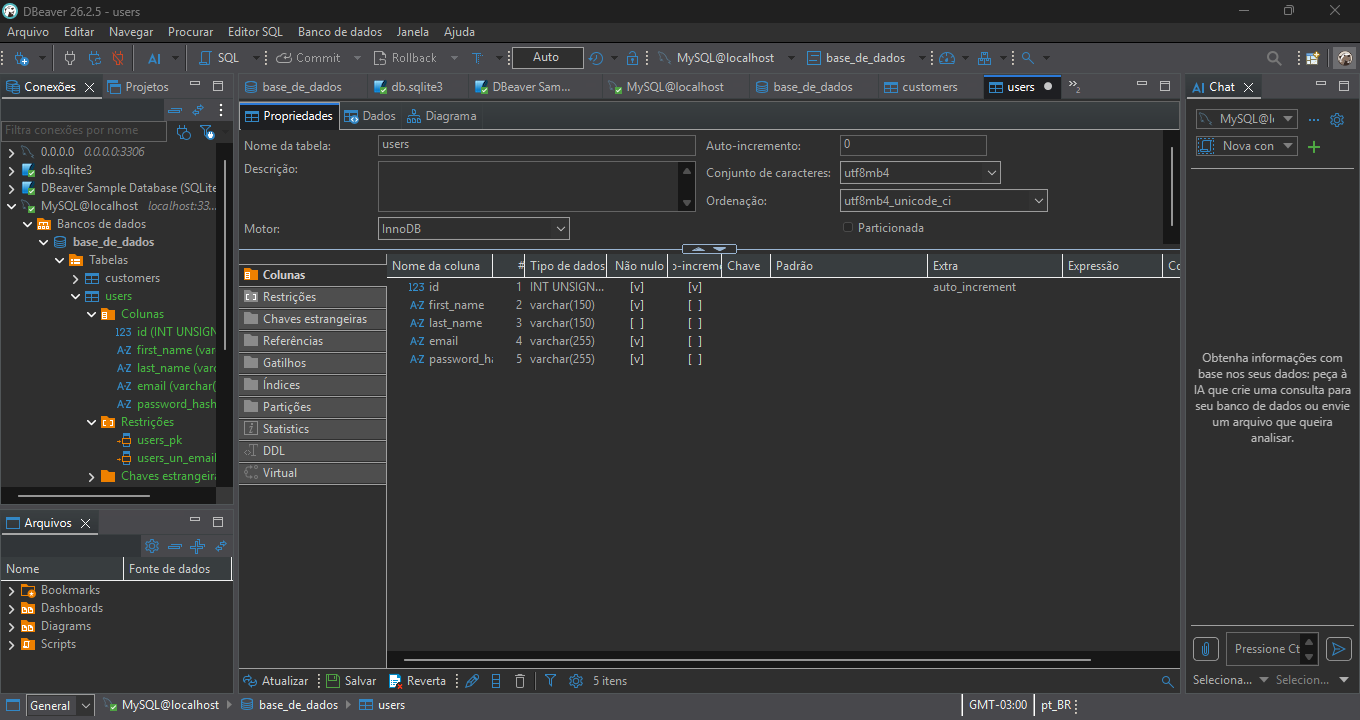 DBeaver 26.2.5 - users
Arquivo Editar Navegar Procurar Editor SQL Banco de dados Janela Ajuda
AI SQL Commit Rollback T Auto MySQL@localhost base_de_dados
Conexões Projetos
base_de_dados db.sqlite3 DBeaver Sam... MySQL@localhost base_de_dados customers users »2
AI Chat
Filtra conexões por nome
0.0.0.0 0.0.0.0:3306
db.sqlite3
DBeaver Sample Database (SQLite
MySQL@localhost localhost:33...
Bancos de dados
base_de_dados
Tabelas
customers
users
Colunas
123 id (INT UNSIGN
A-Z first_name (var
A-Z last_name (varc
A-Z email (varchar(
A-Z password_hash
Restrições
users_pk
users_un_email
Chaves estrangeira
Propriedades Dados Diagrama
Nome da tabela: users
Descrição:
Motor: InnoDB
Auto-incremento: 0
Conjunto de caracteres: utf8mb4
Ordenação: utf8mb4_unicode_ci
Particionada
Colunas
Restrições
Chaves estrangeiras
Referências
Gatilhos
Índices
Partições
Statistics
DDL
Virtual
Nome da coluna # Tipo de dados Não nulo o-increm Chave Padrão Extra Expressão Co
123 id 1 INT UNSIGN... [v] [v] auto_increment
A-Z first_name 2 varchar(150) [v] [ ]
A-Z last_name 3 varchar(150) [ ] [ ]
A-Z email 4 varchar(255) [v] [ ]
A-Z password_ha 5 varchar(255) [v] [ ]
Atualizar Salvar Reverta 5 itens
MySQL@l
Nova con
Obtenha informações com
base nos seus dados: peça à
IA que crie uma consulta para
seu banco de dados ou envie
um arquivo que queira
analisar.
Pressione Ct
Seleciona... Selecion...
Arquivos
Nome Fonte de dados
Bookmarks
Dashboards
Diagrams
Scripts
General MySQL@localhost base_de_dados users
GMT-03:00 pt_BR